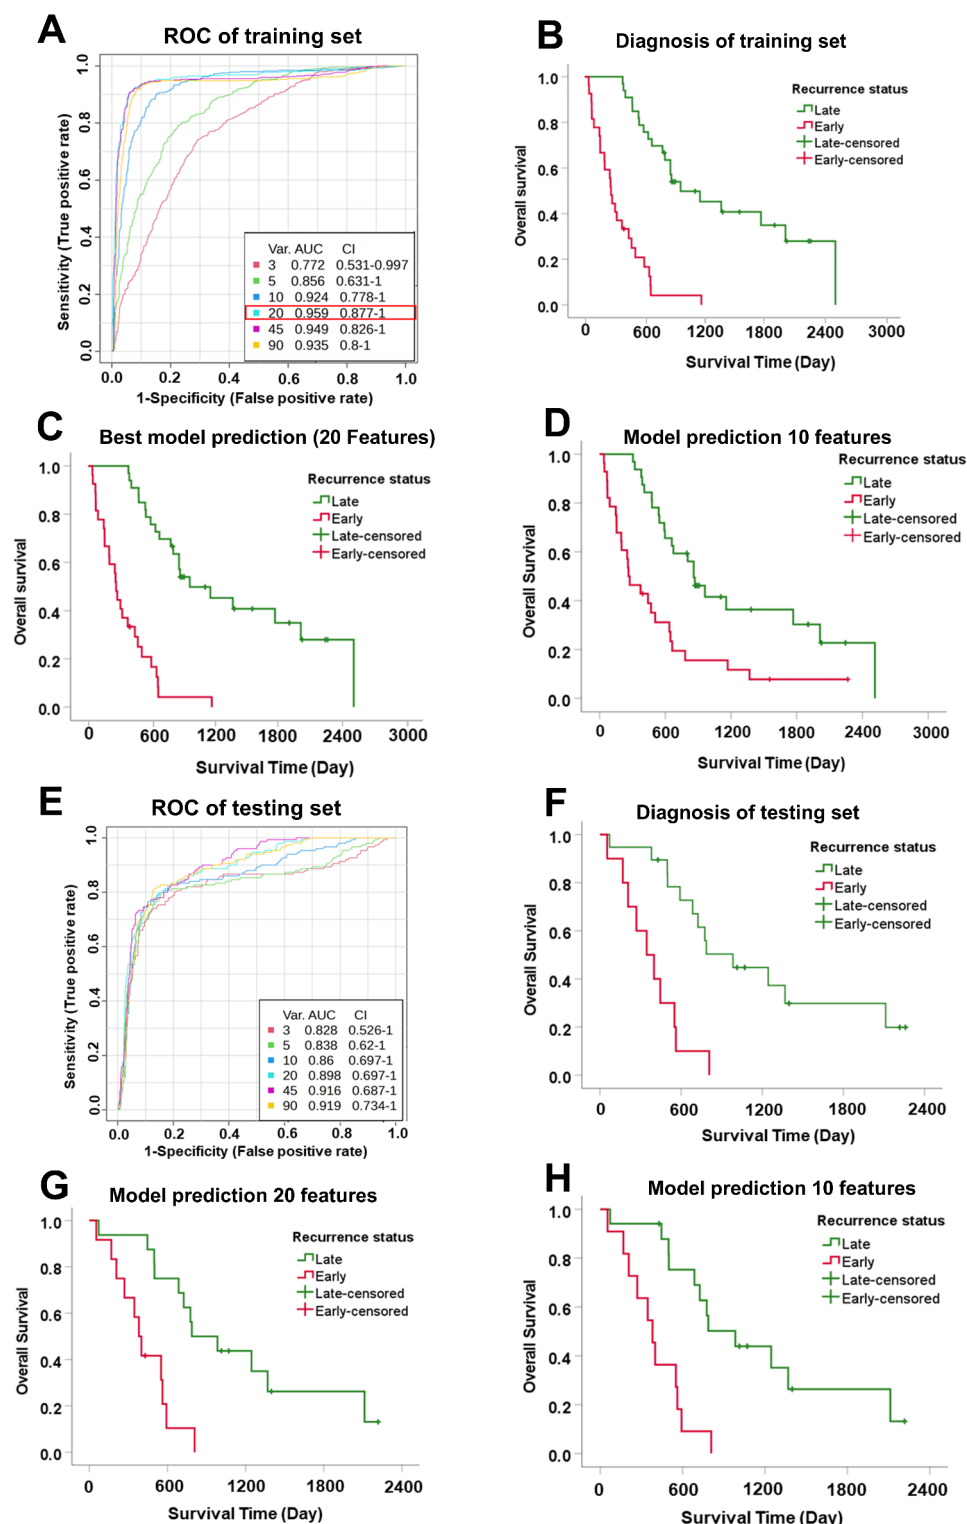 A
ROC of training set
Sensitivity (True positive rate)
1.0
0.8
0.6
0.4
0.2
0.0
Var. AUC CI
3 0.772 0.531-0.997
5 0.856 0.631-1
10 0.924 0.778-1
20 0.959 0.877-1
45 0.949 0.826-1
90 0.935 0.8-1
0.0 0.2 0.4 0.6 0.8 1.0
1-Specificity (False positive rate)
B
Diagnosis of training set
Overall survival
1.0
0.8
0.6
0.4
0.2
0.0
Recurrence status
Late
Early
Late-censored
Early-censored
0 600 1200 1800 2400 3000
Survival Time (Day)
C
Best model prediction (20 Features)
Overall survival
1.0
0.8
0.6
0.4
0.2
0.0
Recurrence status
Late
Early
Late-censored
Early-censored
0 600 1200 1800 2400 3000
Survival Time (Day)
D
Model prediction 10 features
Overall Survival
1.0
0.8
0.6
0.4
0.2
0.0
Recurrence status
Late
Early
Late-censored
Early-censored
0 600 1200 1800 2400 3000
Survival Time (Day)
E
ROC of testing set
Sensitivity (True positive rate)
1.0
0.8
0.6
0.4
0.2
0.0
Var. AUC CI
3 0.828 0.526-1
5 0.838 0.62-1
10 0.86 0.697-1
20 0.898 0.697-1
45 0.916 0.687-1
90 0.919 0.734-1
0.0 0.2 0.4 0.6 0.8 1.0
1-Specificity (False positive rate)
F
Diagnosis of testing set
Overall Survival
1.0
0.8
0.6
0.4
0.2
0.0
Recurrence status
Late
Early
Late-censored
Early-censored
0 600 1200 1800 2400
Survival Time (Day)
G
Model prediction 20 features
Overall Survival
1.0
0.8
0.6
0.4
0.2
0.0
Recurrence status
Late
Early
Late-censored
Early-censored
0 600 1200 1800 2400
Survival Time (Day)
H
Model prediction 10 features
Overall Survival
1.0
0.8
0.6
0.4
0.2
0.0
Recurrence status
Late
Early
Late-censored
Early-censored
0 600 1200 1800 2400
Survival Time (Day)